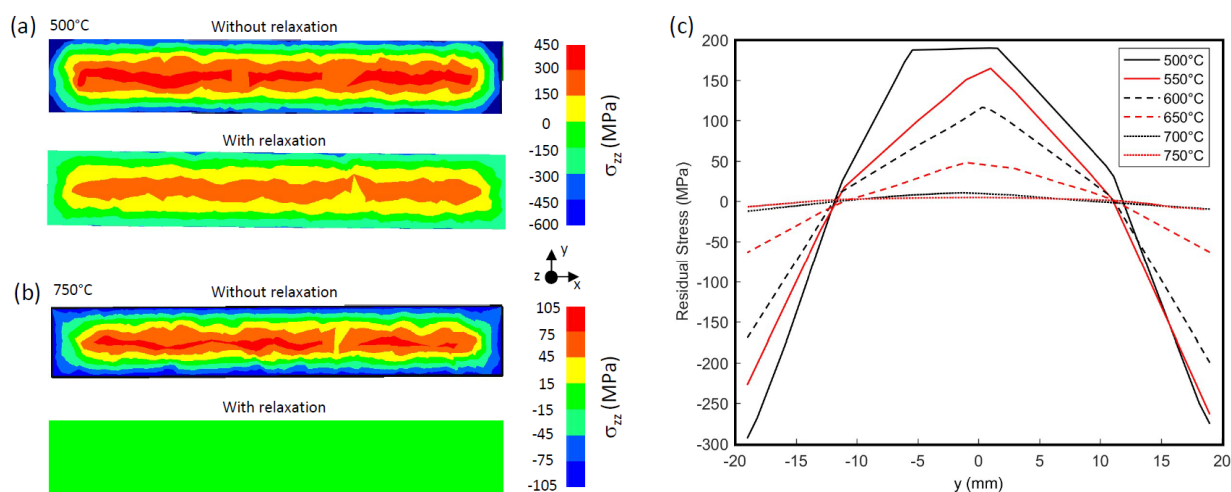 (a)
500°C
Without relaxation
With relaxation
450
300
150
0
-150
-300
-450
-600
σzz (MPa)
y
z
x
(b)
750°C
Without relaxation
With relaxation
105
75
45
15
-15
-45
-75
-105
σzz (MPa)
(c)
200
150
100
50
0
-50
-100
-150
-200
-250
-300
Residual Stress (MPa)
-20
-15
-10
-5
0
5
10
15
20
y (mm)
500°C
550°C
600°C
650°C
700°C
750°C